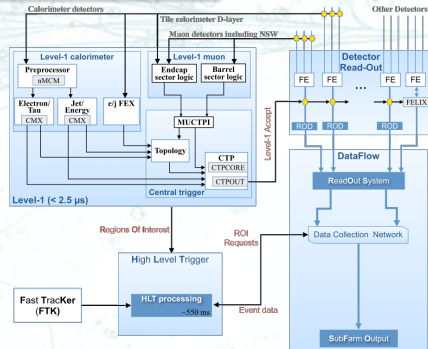 Calorimeter detectors
Tile calorimeter D-layer
Muon detectors including NSW
Other Detectors
Level-1 calorimeter
Preprocessor
nMCM
Electron/
Tau
CMX
Jet/
Energy
CMX
e/j FEX
Level-1 muon
Endcap
sector logic
Barrel
sector logic
MUCTPI
Topology
CTP
CTPCORE
CTPOUT
Central trigger
Level-1 (< 2.5 µs)
Level-1 Accept
Detector
Read-Out
FE
FE
...
FE
FE
FELIX
ROD
ROD
ROD
DataFlow
ReadOut System
Data Collection Network
SubFarm Output
Regions Of Interest
ROI
Requests
High Level Trigger
HLT processing
~550 ms
Event data
Fast TracKer
(FTK)